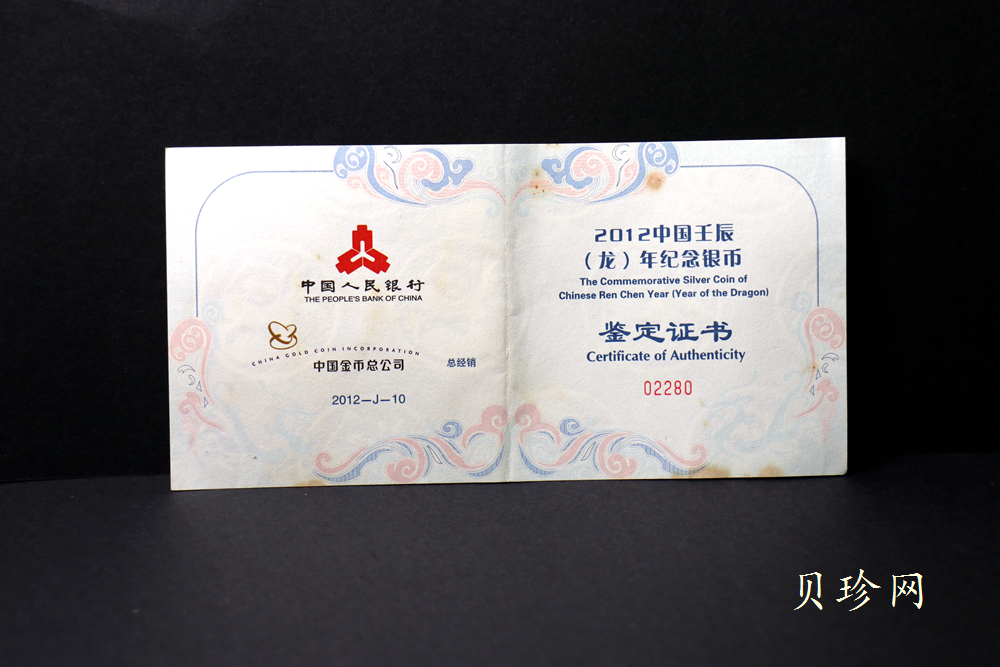 中国人民银行
THE PEOPLE'S BANK OF CHINA
CHINA GOLD COIN INCORPORATION
中国金币总公司
总经销
2012—J—10
2012中国壬辰
（龙）年纪念银币
The Commemorative Silver Coin of
Chinese Ren Chen Year (Year of the Dragon)
鉴定证书
Certificate of Authenticity
02280
贝珍网